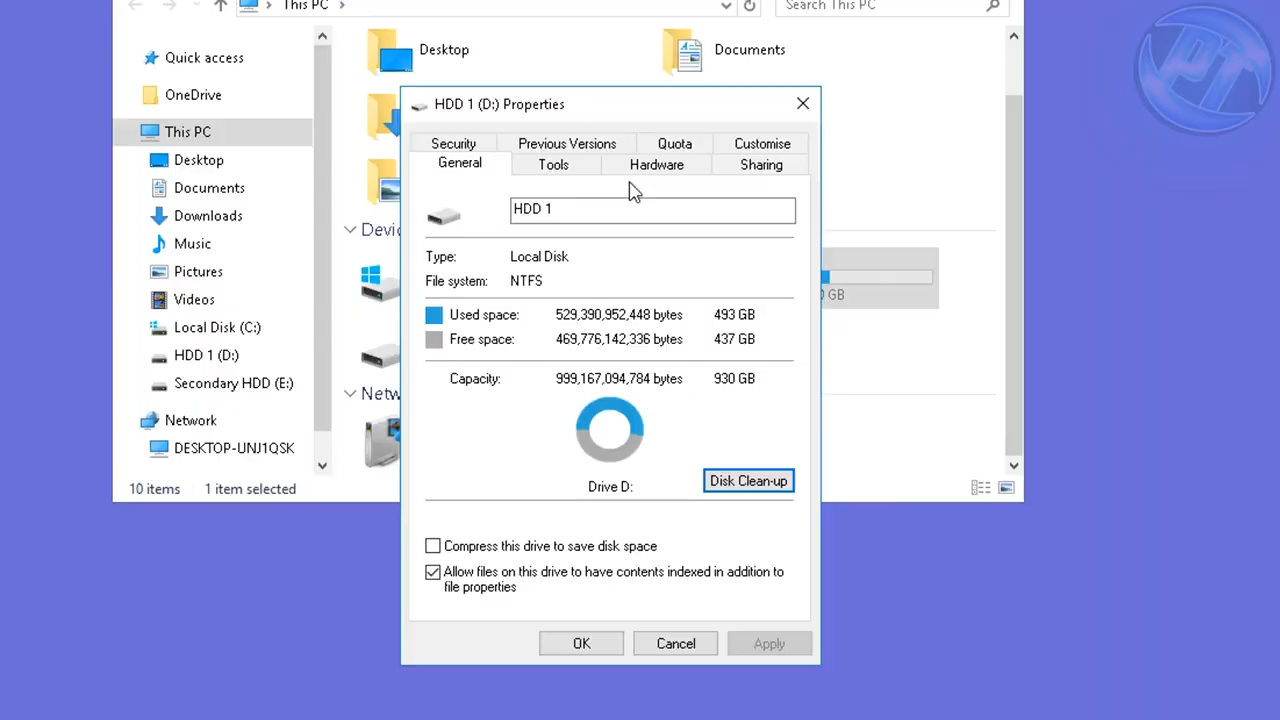 This PC
Search This PC
Quick access
OneDrive
This PC
Desktop
Documents
Downloads
Music
Pictures
Videos
Local Disk (C:)
HDD 1 (D:)
Secondary HDD (E:)
Network
DESKTOP-UNJ1QSK
10 items
1 item selected
Desktop
Documents
Devi
Netw
GB
HDD 1 (D:) Properties
Security
Previous Versions
Quota
Customise
General
Tools
Hardware
Sharing
HDD 1
Type: Local Disk
File system: NTFS
Used space: 529,390,952,448 bytes 493 GB
Free space: 469,776,142,336 bytes 437 GB
Capacity: 999,167,094,784 bytes 930 GB
Drive D:
Disk Clean-up
Compress this drive to save disk space
Allow files on this drive to have contents indexed in addition to
file properties
OK
Cancel
Apply
PT